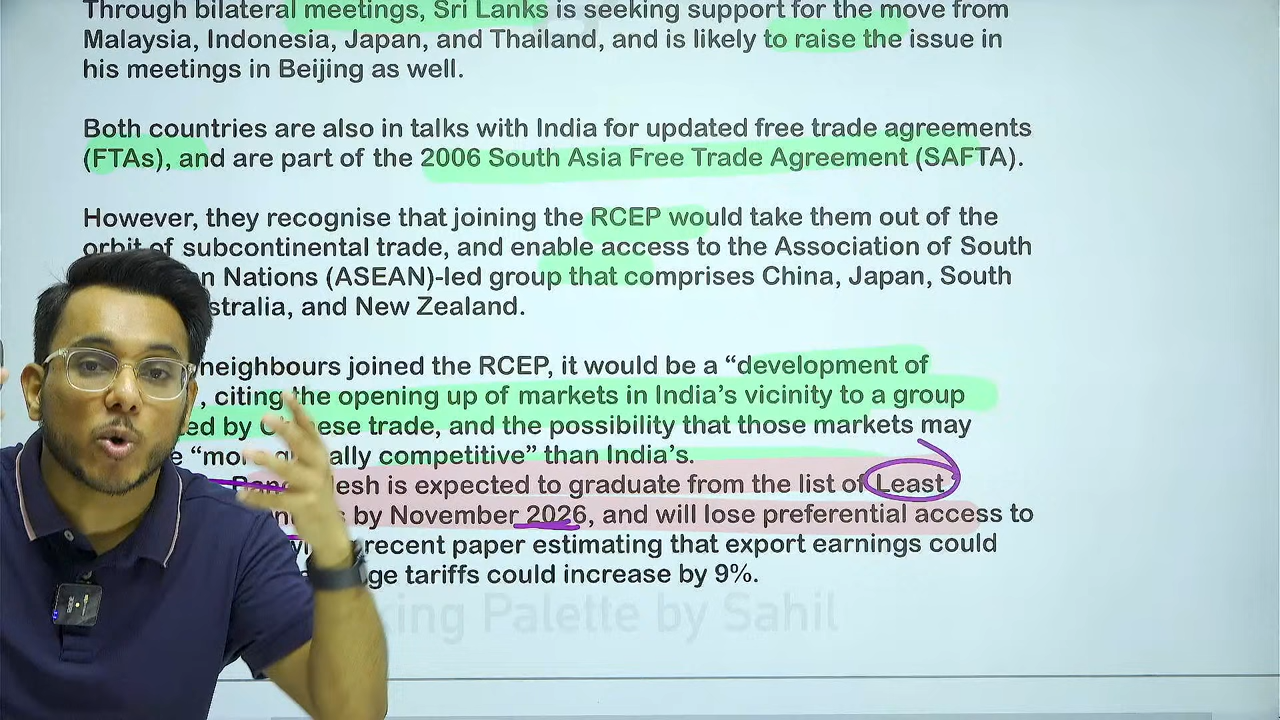 Through bilateral meetings, Sri Lanks is seeking support for the move from
Malaysia, Indonesia, Japan, and Thailand, and is likely to raise the issue in
his meetings in Beijing as well.
Both countries are also in talks with India for updated free trade agreements
(FTAs), and are part of the 2006 South Asia Free Trade Agreement (SAFTA).
However, they recognise that joining the RCEP would take them out of the
orbit of subcontinental trade, and enable access to the Association of South
n Nations (ASEAN)-led group that comprises China, Japan, South
stralia, and New Zealand.
neighbours joined the RCEP, it would be a “development of
, citing the opening up of markets in India’s vicinity to a group
ed by Chinese trade, and the possibility that those markets may
e “mo ally competitive” than India’s.
esh is expected to graduate from the list of Least
s by November 2026, and will lose preferential access to
recent paper estimating that export earnings could
ge tariffs could increase by 9%.
king Palette by Sahil